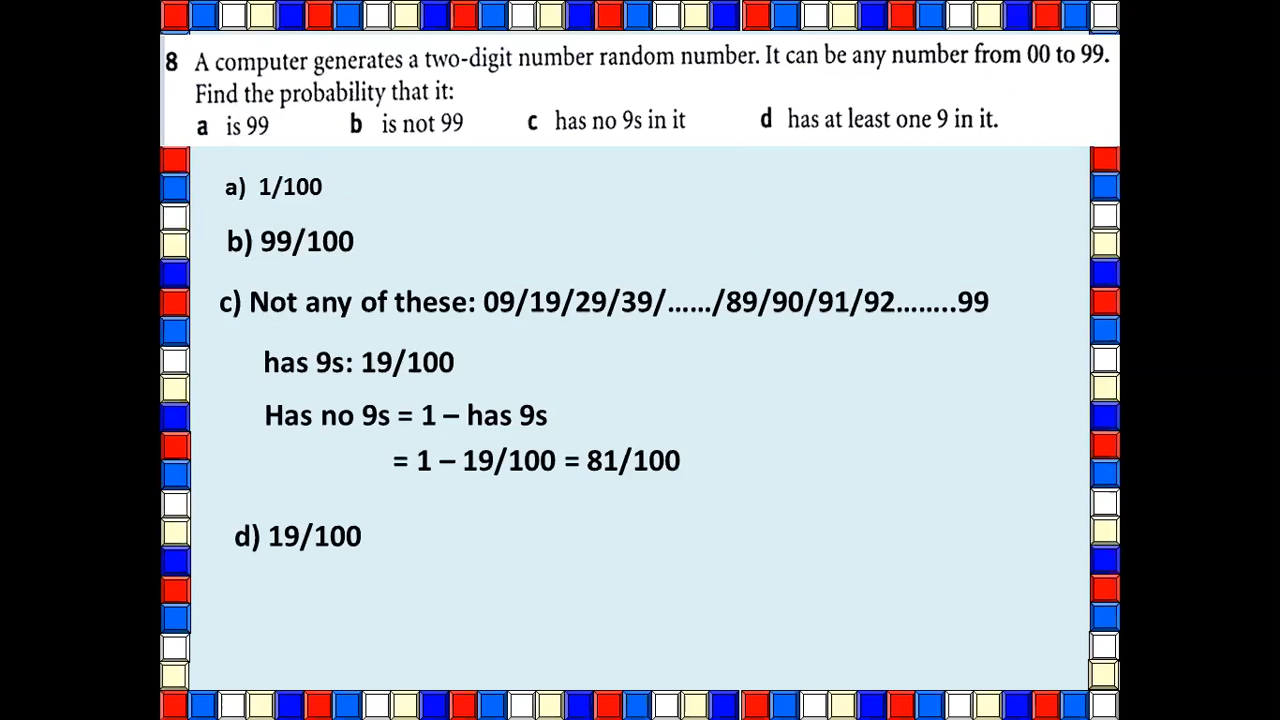 8 A computer generates a two-digit number random number. It can be any number from 00 to 99.
Find the probability that it:
a is 99 b is not 99 c has no 9s in it d has at least one 9 in it.
a) 1/100
b) 99/100
c) Not any of these: 09/19/29/39/....../89/90/91/92........99
has 9s: 19/100
Has no 9s = 1 – has 9s
= 1 – 19/100 = 81/100
d) 19/100